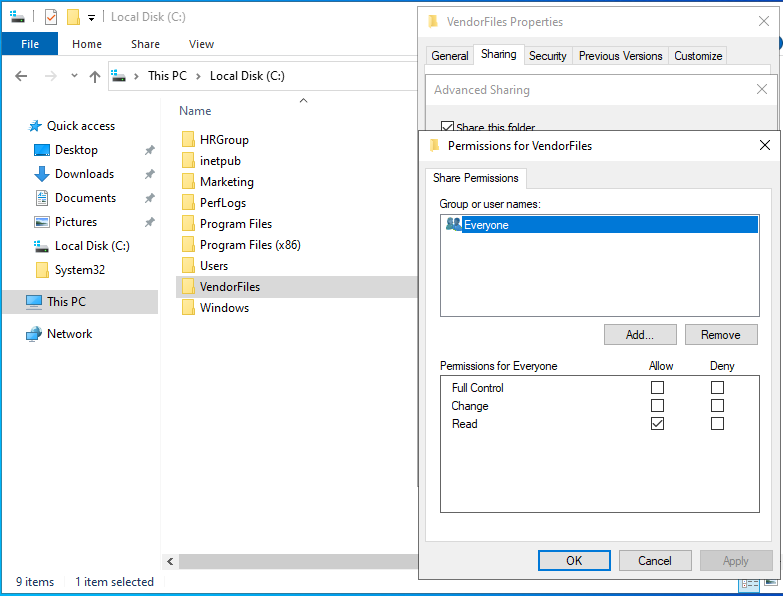 Local Disk (C:)
File Home Share View
This PC Local Disk (C:)
Name
Quick access
Desktop
Downloads
Documents
Pictures
Local Disk (C:)
System32
This PC
Network
HRGroup
inetpub
Marketing
PerfLogs
Program Files
Program Files (x86)
Users
VendorFiles
Windows
9 items 1 item selected
VendorFiles Properties
General Sharing Security Previous Versions Customize
Advanced Sharing
Share this folder
Permissions for VendorFiles
Share Permissions
Group or user names:
Everyone
Add... Remove
Permissions for Everyone Allow Deny
Full Control
Change
Read
OK Cancel Apply